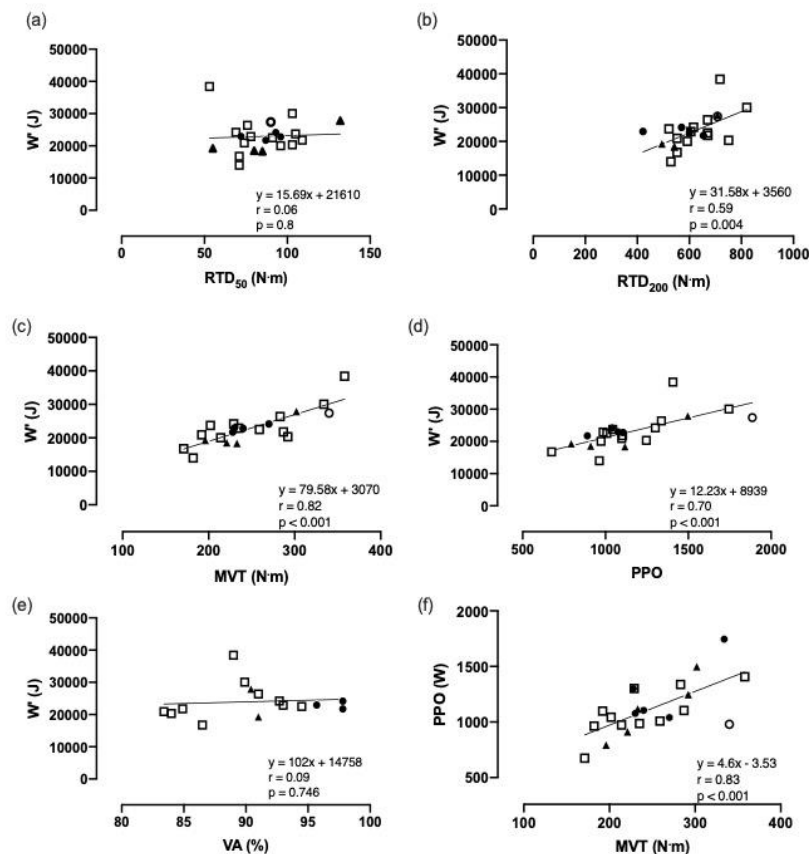 (a)
50000
40000
30000
20000
10000
0
W' (J)
y = 15.69x + 21610
r = 0.06
p = 0.8
0 50 100 150
RTD50 (N·m)
(b)
50000
40000
30000
20000
10000
0
W' (J)
y = 31.58x + 3560
r = 0.59
p = 0.004
0 200 400 600 800 1000
RTD200 (N·m)
(c)
50000
40000
30000
20000
10000
0
W' (J)
y = 79.58x + 3070
r = 0.82
p < 0.001
100 200 300 400
MVT (N·m)
(d)
50000
40000
30000
20000
10000
0
W' (J)
y = 12.23x + 8939
r = 0.70
p < 0.001
500 1000 1500 2000
PPO
(e)
50000
40000
30000
20000
10000
0
W' (J)
y = 102x + 14758
r = 0.09
p = 0.746
80 85 90 95 100
VA (%)
(f)
2000
1500
1000
500
PPO (W)
y = 4.6x - 3.53
r = 0.83
p < 0.001
100 200 300 400
MVT (N·m)